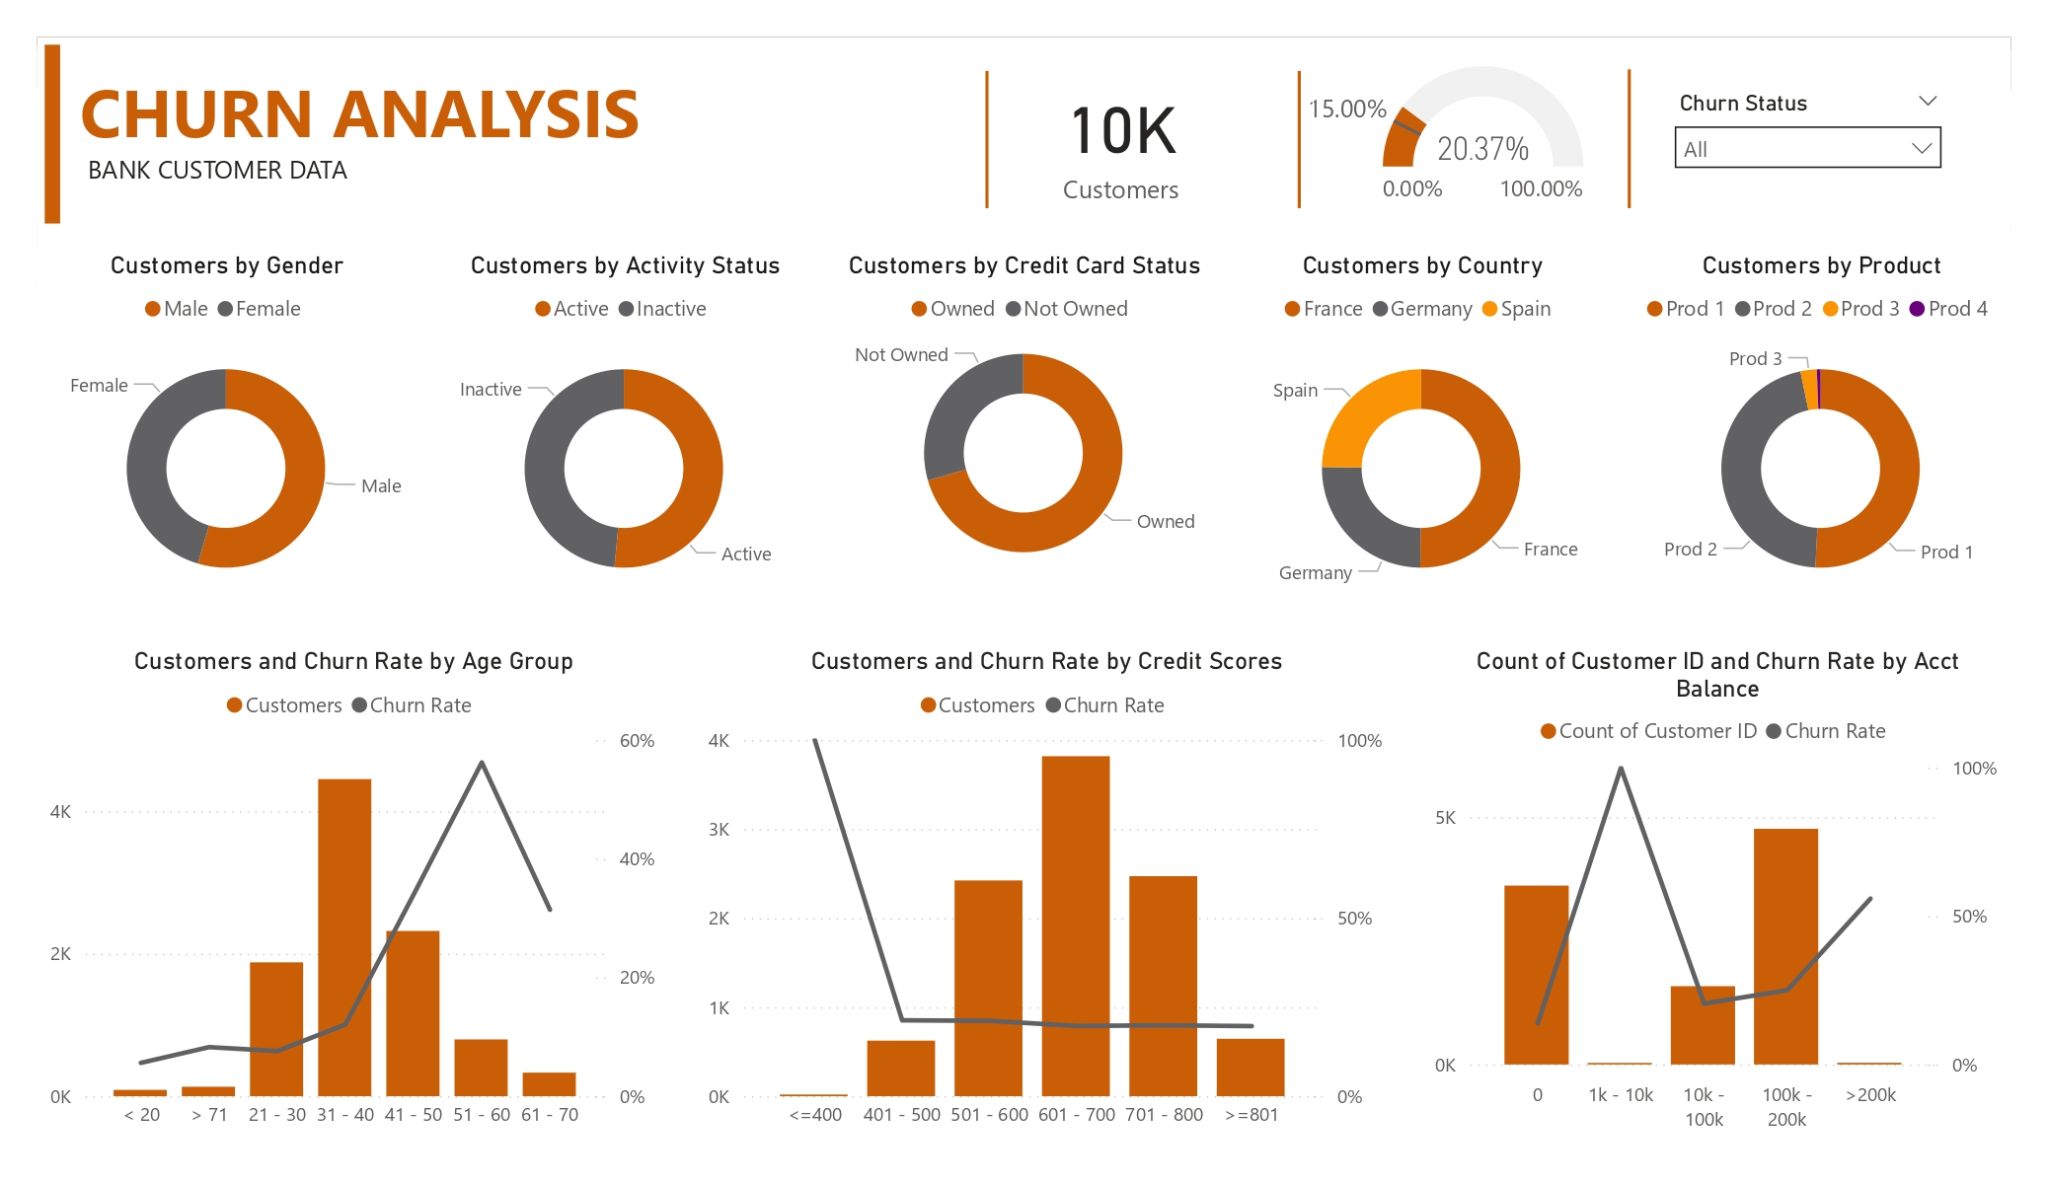 CHURN ANALYSIS
BANK CUSTOMER DATA
10K
Customers
15.00%
20.37%
0.00% 100.00%
Churn Status
All
Customers by Gender
Male Female
Female
Male
Customers by Activity Status
Active Inactive
Inactive
Active
Customers by Credit Card Status
Owned Not Owned
Not Owned
Owned
Customers by Country
France Germany Spain
Spain
France
Germany
Customers by Product
Prod 1 Prod 2 Prod 3 Prod 4
Prod 3
Prod 2
Prod 1
Customers and Churn Rate by Age Group
Customers Churn Rate
60%
4K
40%
2K
20%
0K 0%
< 20 > 71 21 - 30 31 - 40 41 - 50 51 - 60 61 - 70
Customers and Churn Rate by Credit Scores
Customers Churn Rate
4K 100%
3K
2K 50%
1K
0K 0%
<=400 401 - 500 501 - 600 601 - 700 701 - 800 >=801
Count of Customer ID and Churn Rate by Acct
Balance
Count of Customer ID Churn Rate
100%
5K
50%
0K 0%
0 1k - 10k 10k - 100k - >200k
100k 200k